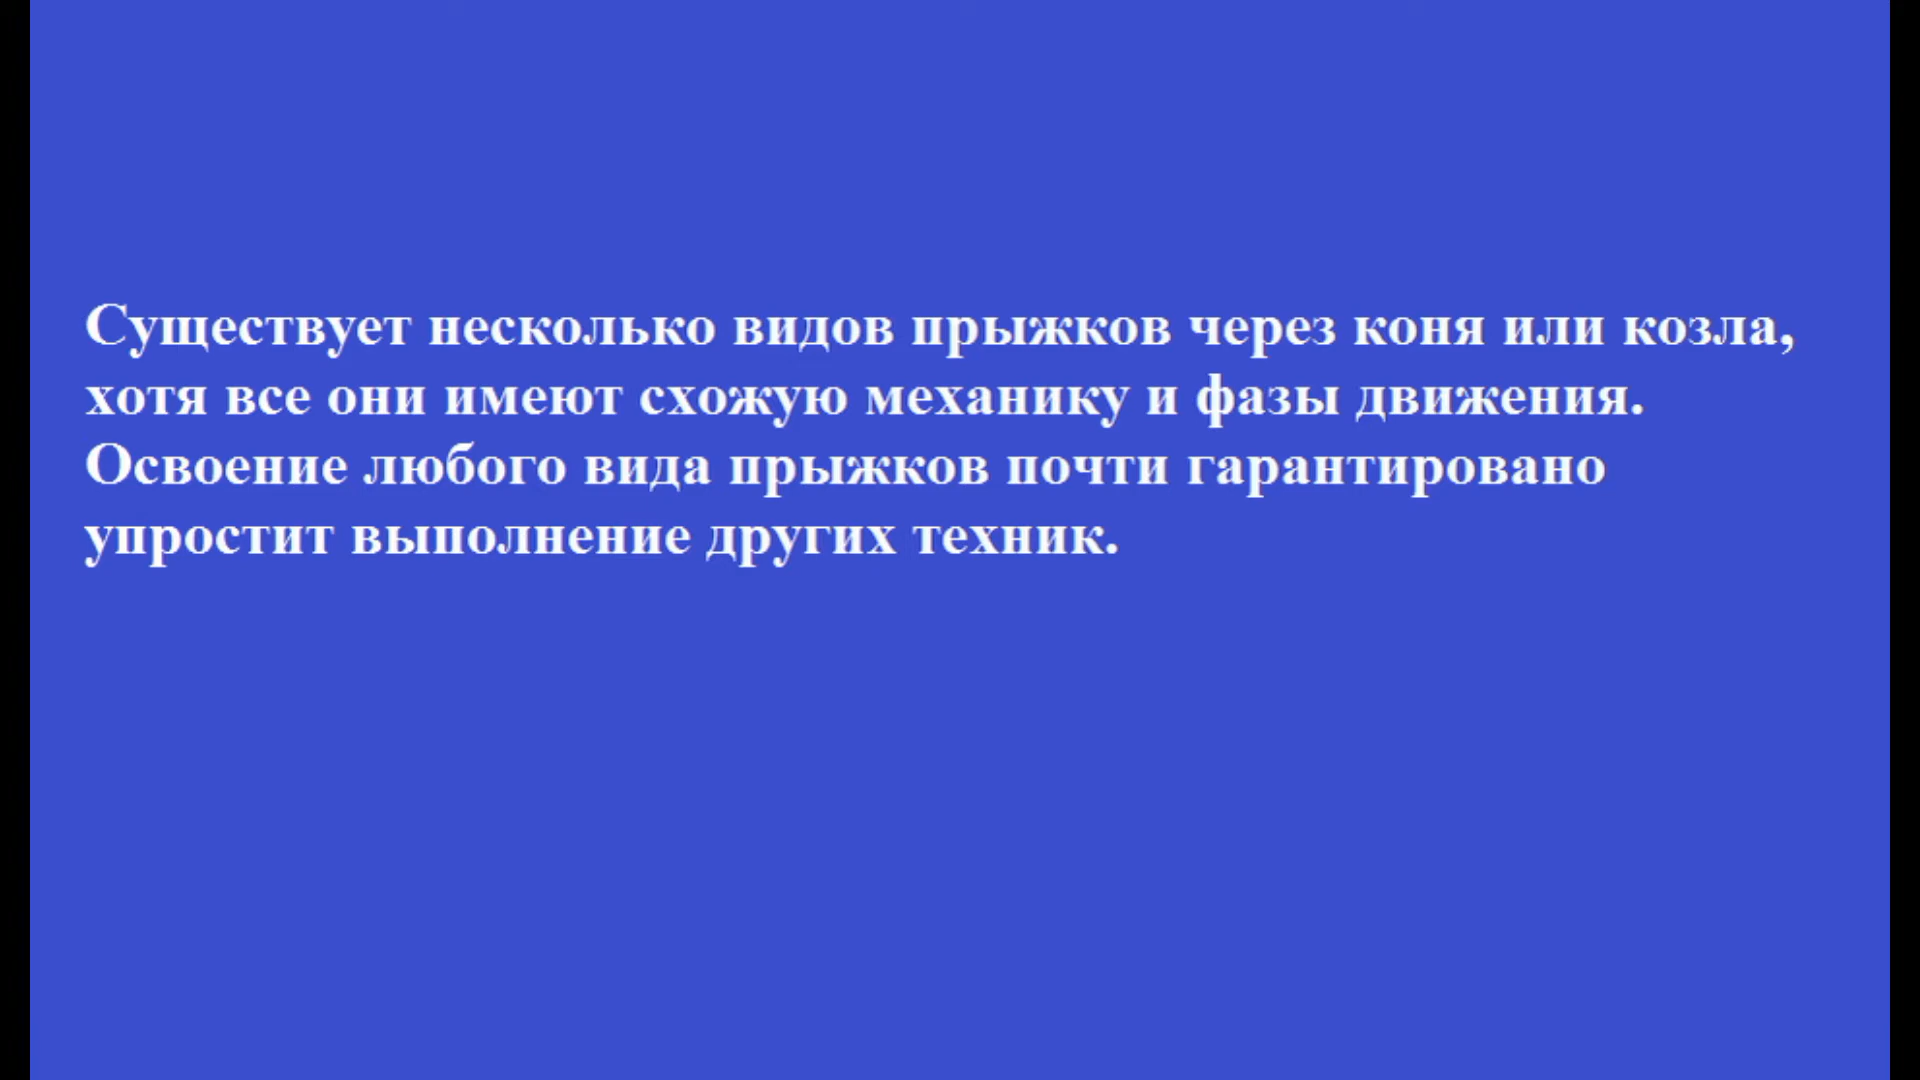 Существует несколько видов прыжков через коня или козла,
хотя все они имеют схожую механику и фазы движения.
Освоение любого вида прыжков почти гарантировано
упростит выполнение других техник.